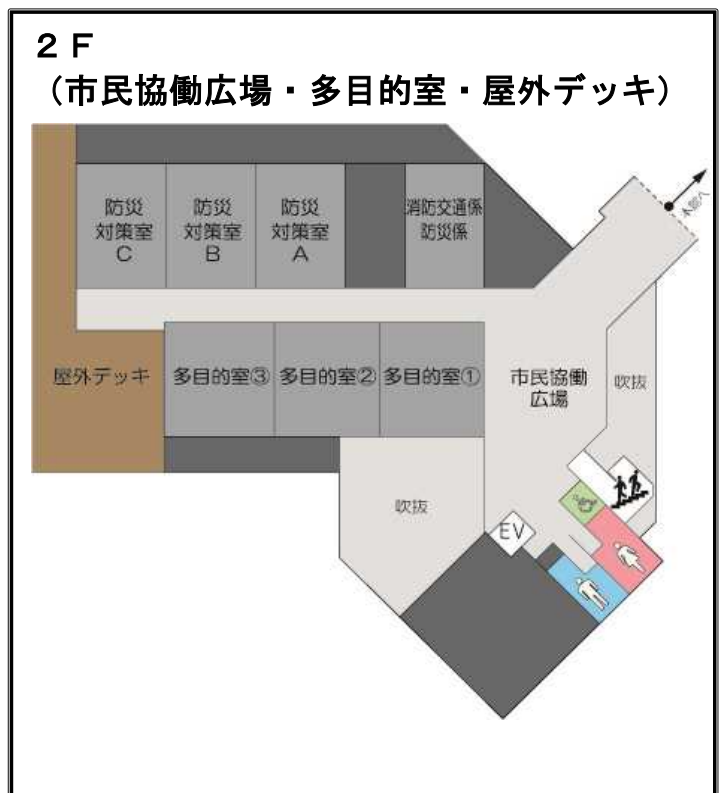 ２Ｆ
（市民協働広場・多目的室・屋外デッキ）
防災
対策室
C
防災
対策室
B
防災
対策室
A
消防交通係
防災係
本館へ
屋外デッキ
多目的室③
多目的室②
多目的室①
市民協働
広場
吹抜
吹抜
EV